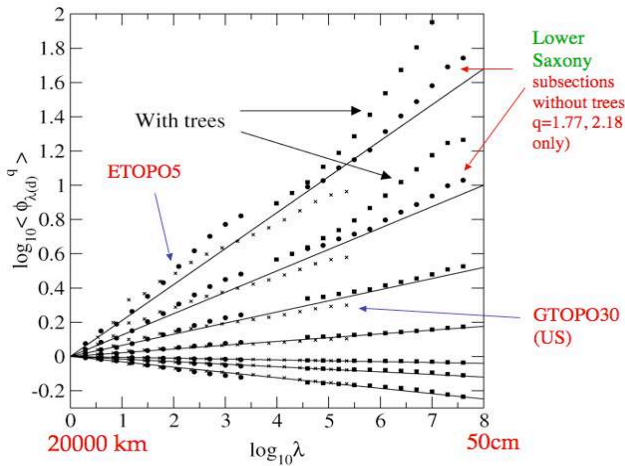 2
1.8
1.6
1.4
1.2
1
0.8
0.6
0.4
0.2
0
-0.2
log₁₀< ϕ_λ(d)^q >
0 1 2 3 4 5 6 7 8
log₁₀λ
20000 km
50cm
With trees
ETOPO5
Lower
Saxony
subsections
without trees
q=1.77, 2.18
only)
GTOPO30
(US)